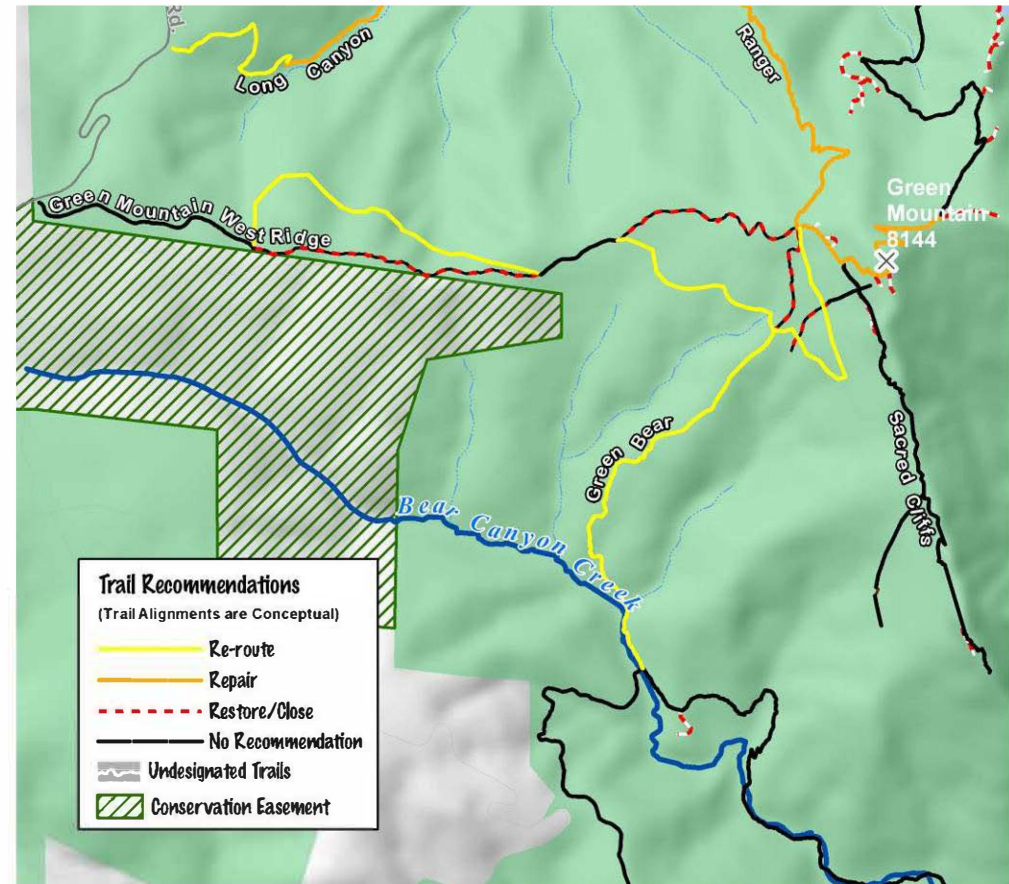 Rd.
Long Canyon
Ranger
Green Mountain West Ridge
Green
Mountain
8144
Green Bear
Sacred Cliffs
Bear Canyon Creek
Trail Recommendations
(Trail Alignments are Conceptual)
Re-route
Repair
Restore/Close
No Recommendation
Undesignated Trails
Conservation Easement